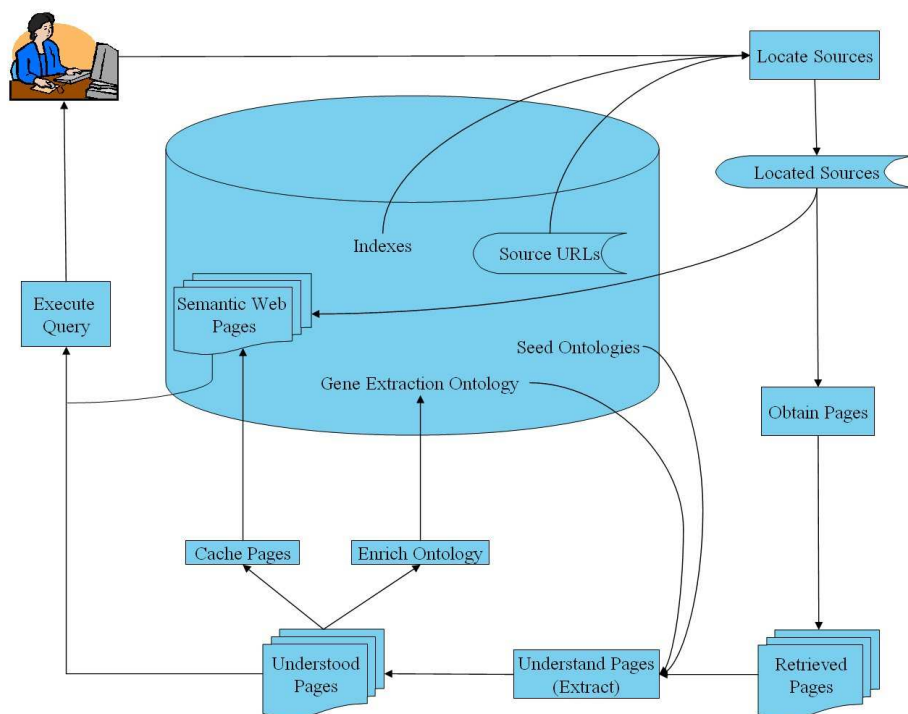 Locate Sources
Located Sources
Indexes
Source URLs
Semantic Web
Pages
Execute
Query
Seed Ontologies
Gene Extraction Ontology
Obtain Pages
Cache Pages
Enrich Ontology
Understood
Pages
Understand Pages
(Extract)
Retrieved
Pages